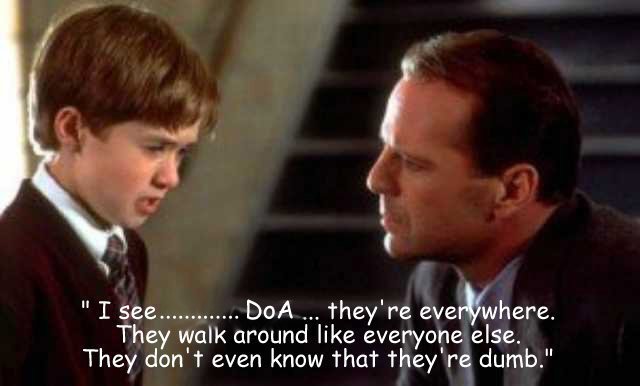 " I see............. DoA ... they're everywhere.
They walk around like everyone else.
They don't even know that they're dumb."